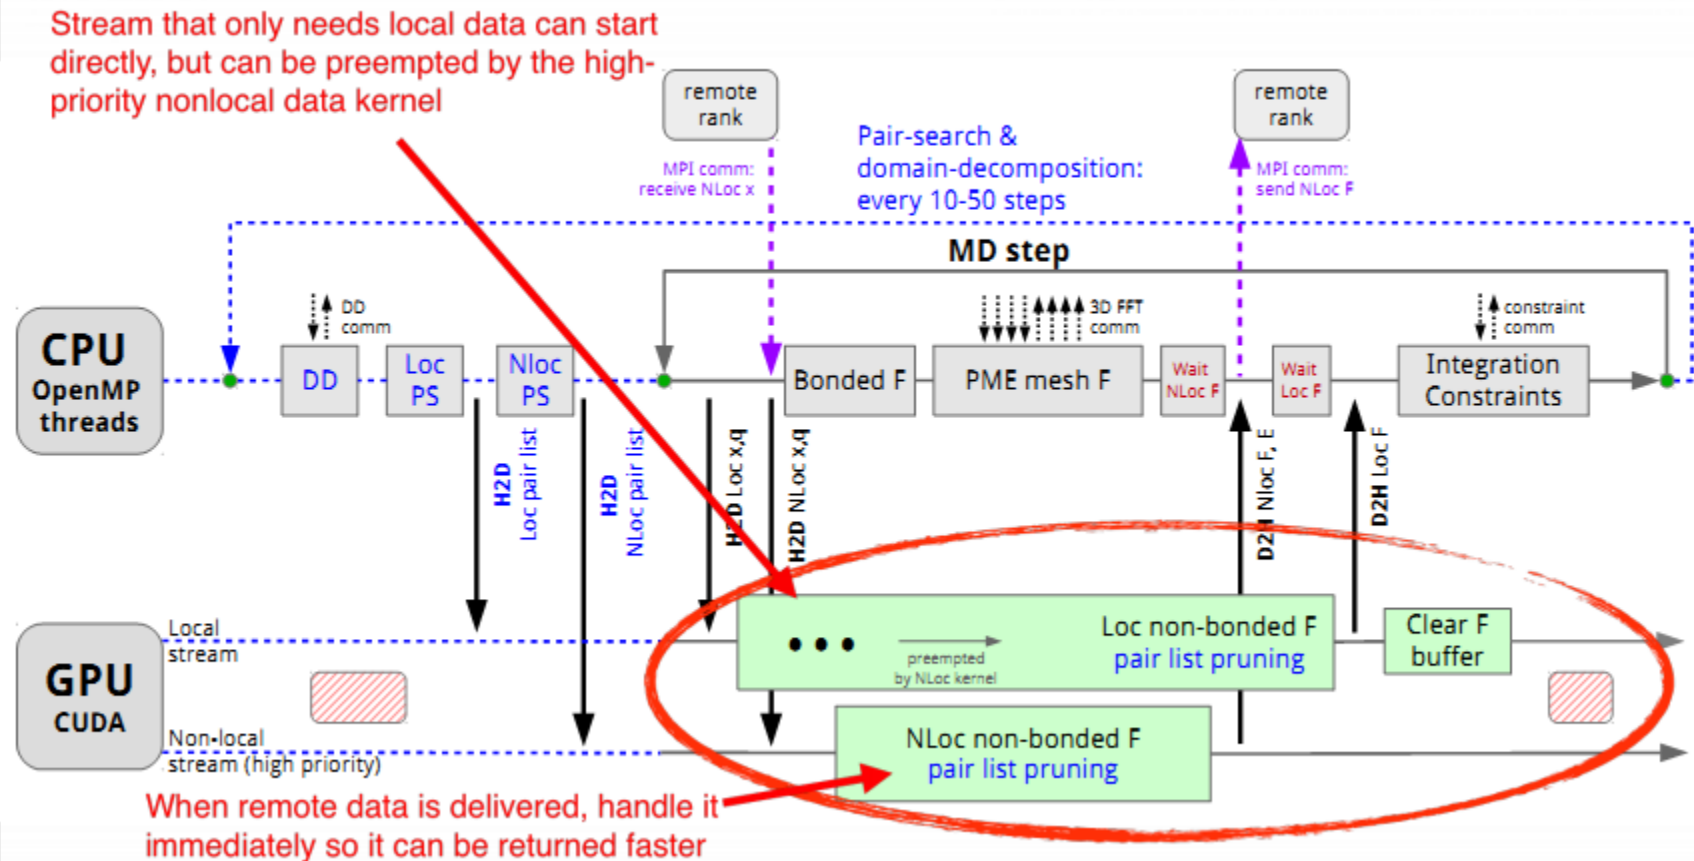 Stream that only needs local data can start
directly, but can be preempted by the high-
priority nonlocal data kernel
remote
rank
remote
rank
MPI comm:
receive NLoc x
Pair-search &
domain-decomposition:
every 10-50 steps
MPI comm:
send NLoc F
MD step
DD
comm
3D FFT
comm
constraint
comm
CPU
OpenMP
threads
DD
Loc
PS
Nloc
PS
Bonded F
PME mesh F
Wait
NLoc F
Wait
Loc F
Integration
Constraints
H2D
Loc pair list
H2D
NLoc pair list
H2D Loc x,q
H2D NLoc x,q
D2H Nloc F, E
D2H Loc F
GPU
CUDA
Local
stream
preempted
by NLoc kernel
Loc non-bonded F
pair list pruning
Clear F
buffer
Non-local
stream (high priority)
NLoc non-bonded F
pair list pruning
When remote data is delivered, handle it
immediately so it can be returned faster